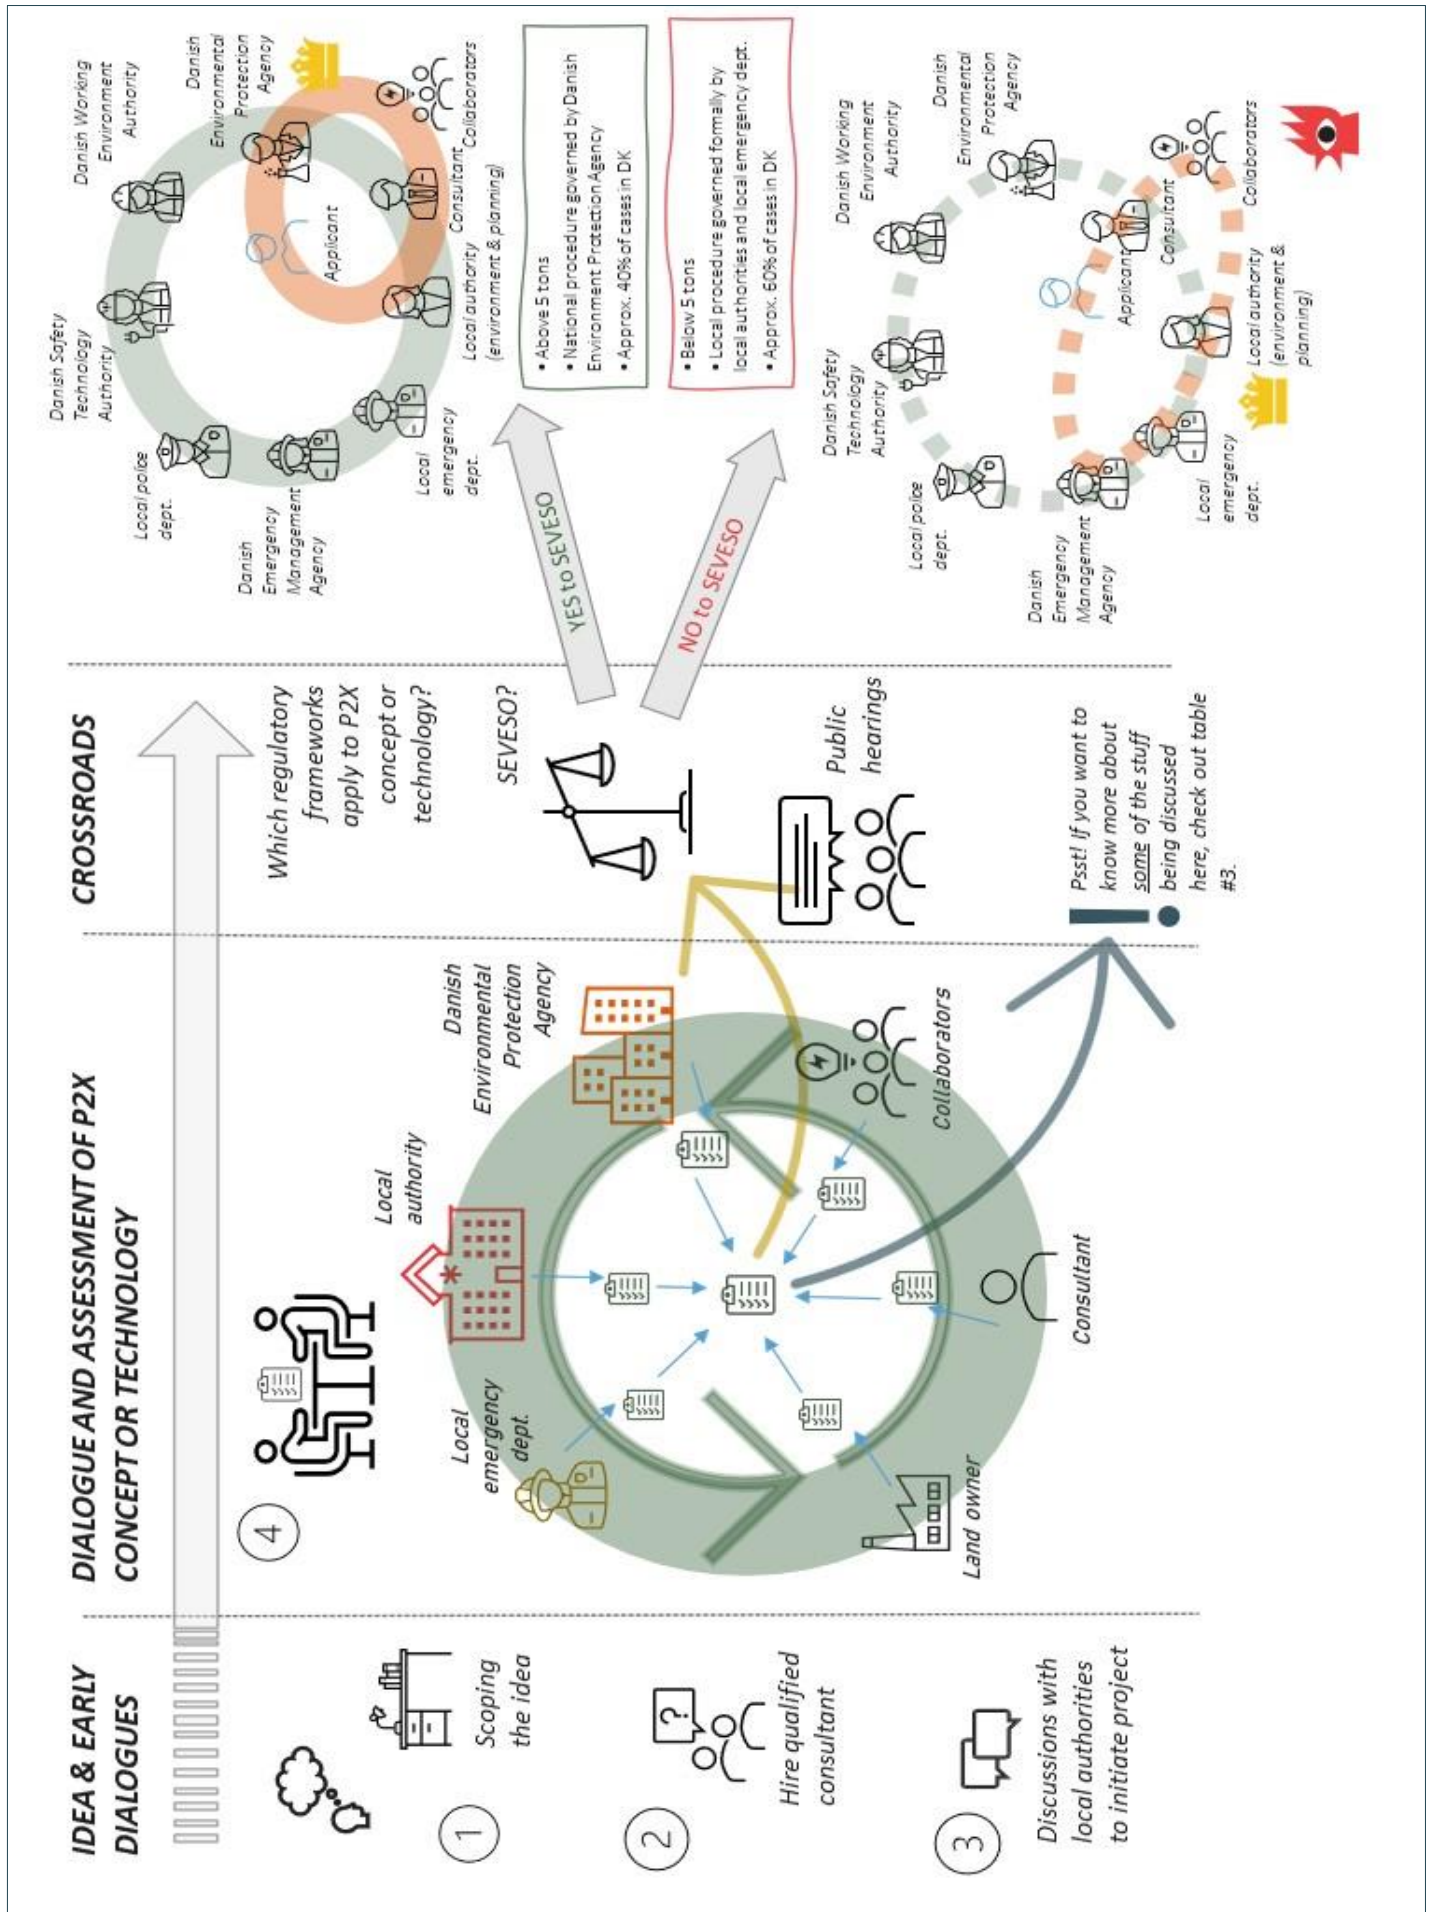 IDEA & EARLY
DIALOGUES
1
Scoping
the idea
2
?
Hire qualified
consultant
3
Discussions with
local authorities
to initiate project
DIALOGUE AND ASSESSMENT OF P2X
CONCEPT OR TECHNOLOGY
4
Local
authority
Danish
Environmental
Protection
Agency
Local
emergency
dept.
Collaborators
Land owner
Consultant
CROSSROADS
Which regulatory
frameworks
apply to P2X
concept or
technology?
SEVESO?
Public
hearings
Psst! If you want to
know more about
some of the stuff
being discussed
here, check out table
#3.
YES to SEVESO
NO to SEVESO
Danish Safety
Technology
Authority
Danish Working
Environment
Authority
Danish
Environmental
Protection
Agency
Local police
dept.
Applicant
Danish
Emergency
Management
Agency
Local
emergency
dept.
Local authority
(environment & planning)
Consultant
Collaborators
• Above 5 tons
• National procedure governed by Danish
Environment Protection Agency
• Approx. 40% of cases in DK
• Below 5 tons
• Local procedure governed formally by
local authorities and local emergency dept.
• Approx. 60% of cases in DK
Danish Safety
Technology
Authority
Danish Working
Environment
Authority
Danish
Environmental
Protection
Agency
Local police
dept.
Applicant
Danish
Emergency
Management
Agency
Local
emergency
dept.
Local authority
(environment &
planning)
Consultant
Collaborators